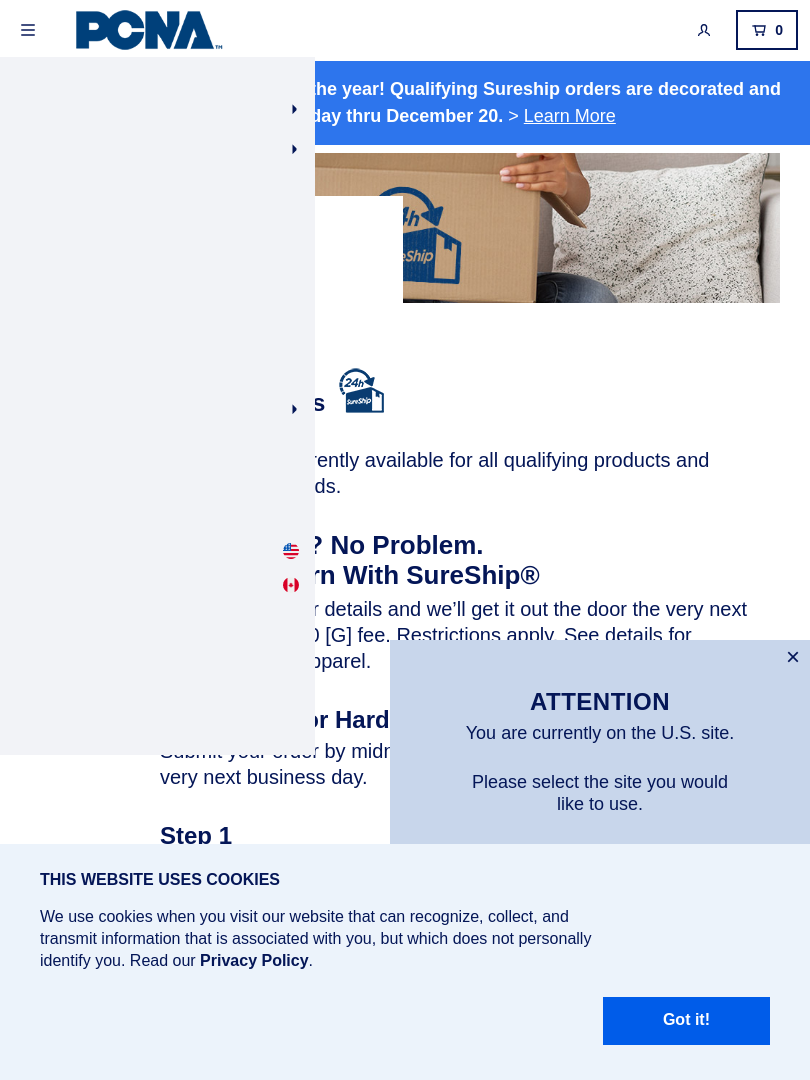 PCNA™
0
the year! Qualifying Sureship orders are decorated and
day thru December 20. > Learn More
4h
Ship
s 24h SureShip
rently available for all qualifying products and
ds.
? No Problem.
rn With SureShip®
r details and we’ll get it out the door the very next
0 [G] fee. Restrictions apply. See details for
pparel.
or Hard
Submit your order by midn
very next business day.
Step 1
×
ATTENTION
You are currently on the U.S. site.
Please select the site you would
like to use.
THIS WEBSITE USES COOKIES
We use cookies when you visit our website that can recognize, collect, and
transmit information that is associated with you, but which does not personally
identify you. Read our Privacy Policy.
Got it!